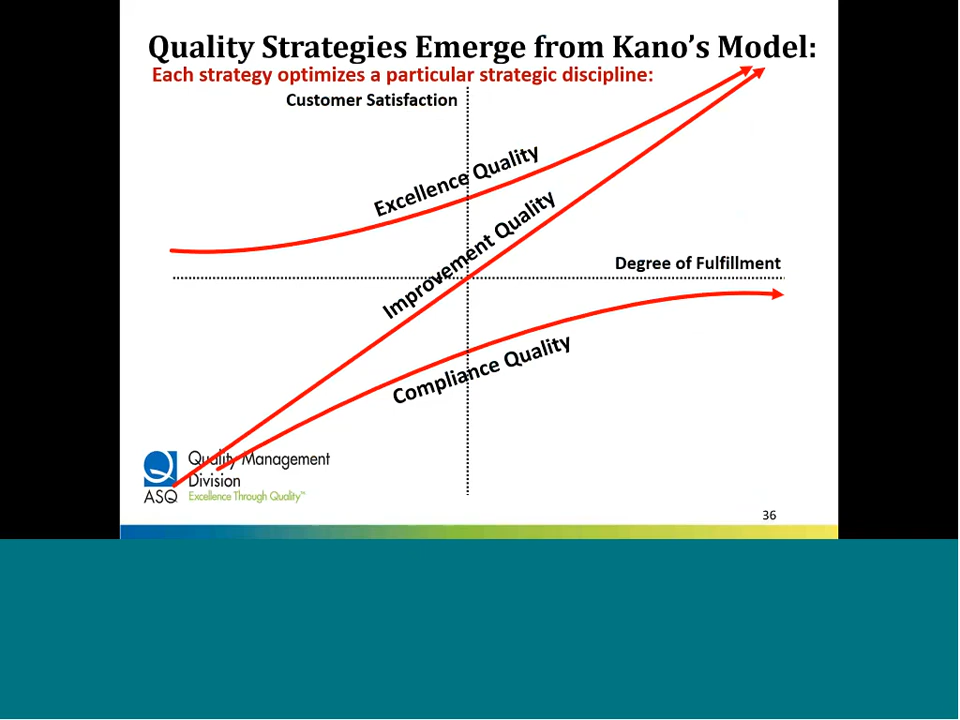 Quality Strategies Emerge from Kano's Model:
Each strategy optimizes a particular strategic discipline:
Customer Satisfaction
Excellence Quality
Improvement Quality
Degree of Fulfillment
Compliance Quality
Quality Management
Division
ASQ Excellence Through Quality™
36